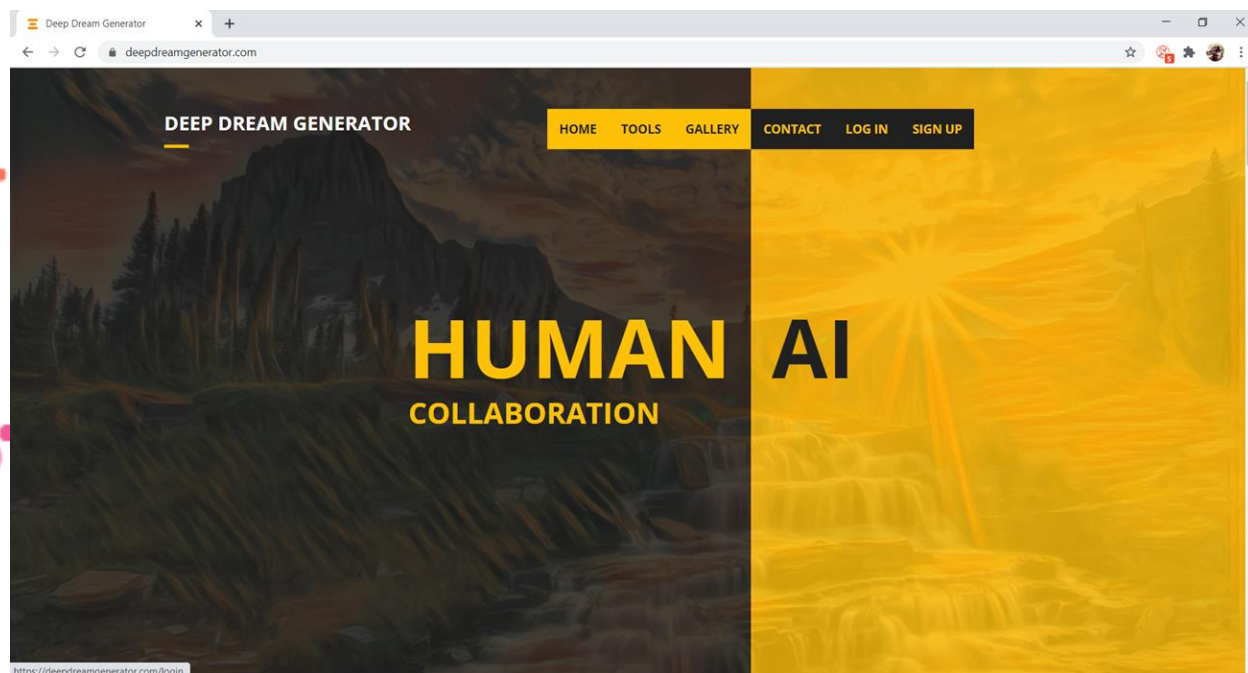 Deep Dream Generator
deepdreamgenerator.com
S
DEEP DREAM GENERATOR
HOME TOOLS GALLERY CONTACT LOG IN SIGN UP
HUMAN AI
COLLABORATION
https://deepdreamgenerator.com/login